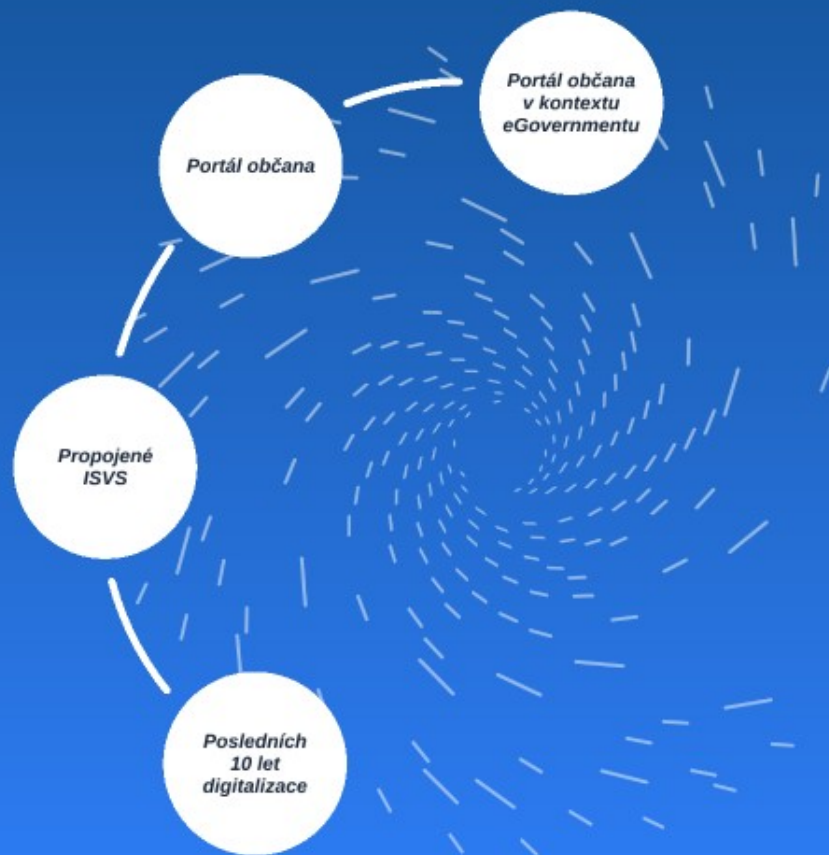 Portál občana
v kontextu
eGovernmentu
Portál občana
Propojené
ISVS
Posledních
10 let
digitalizace